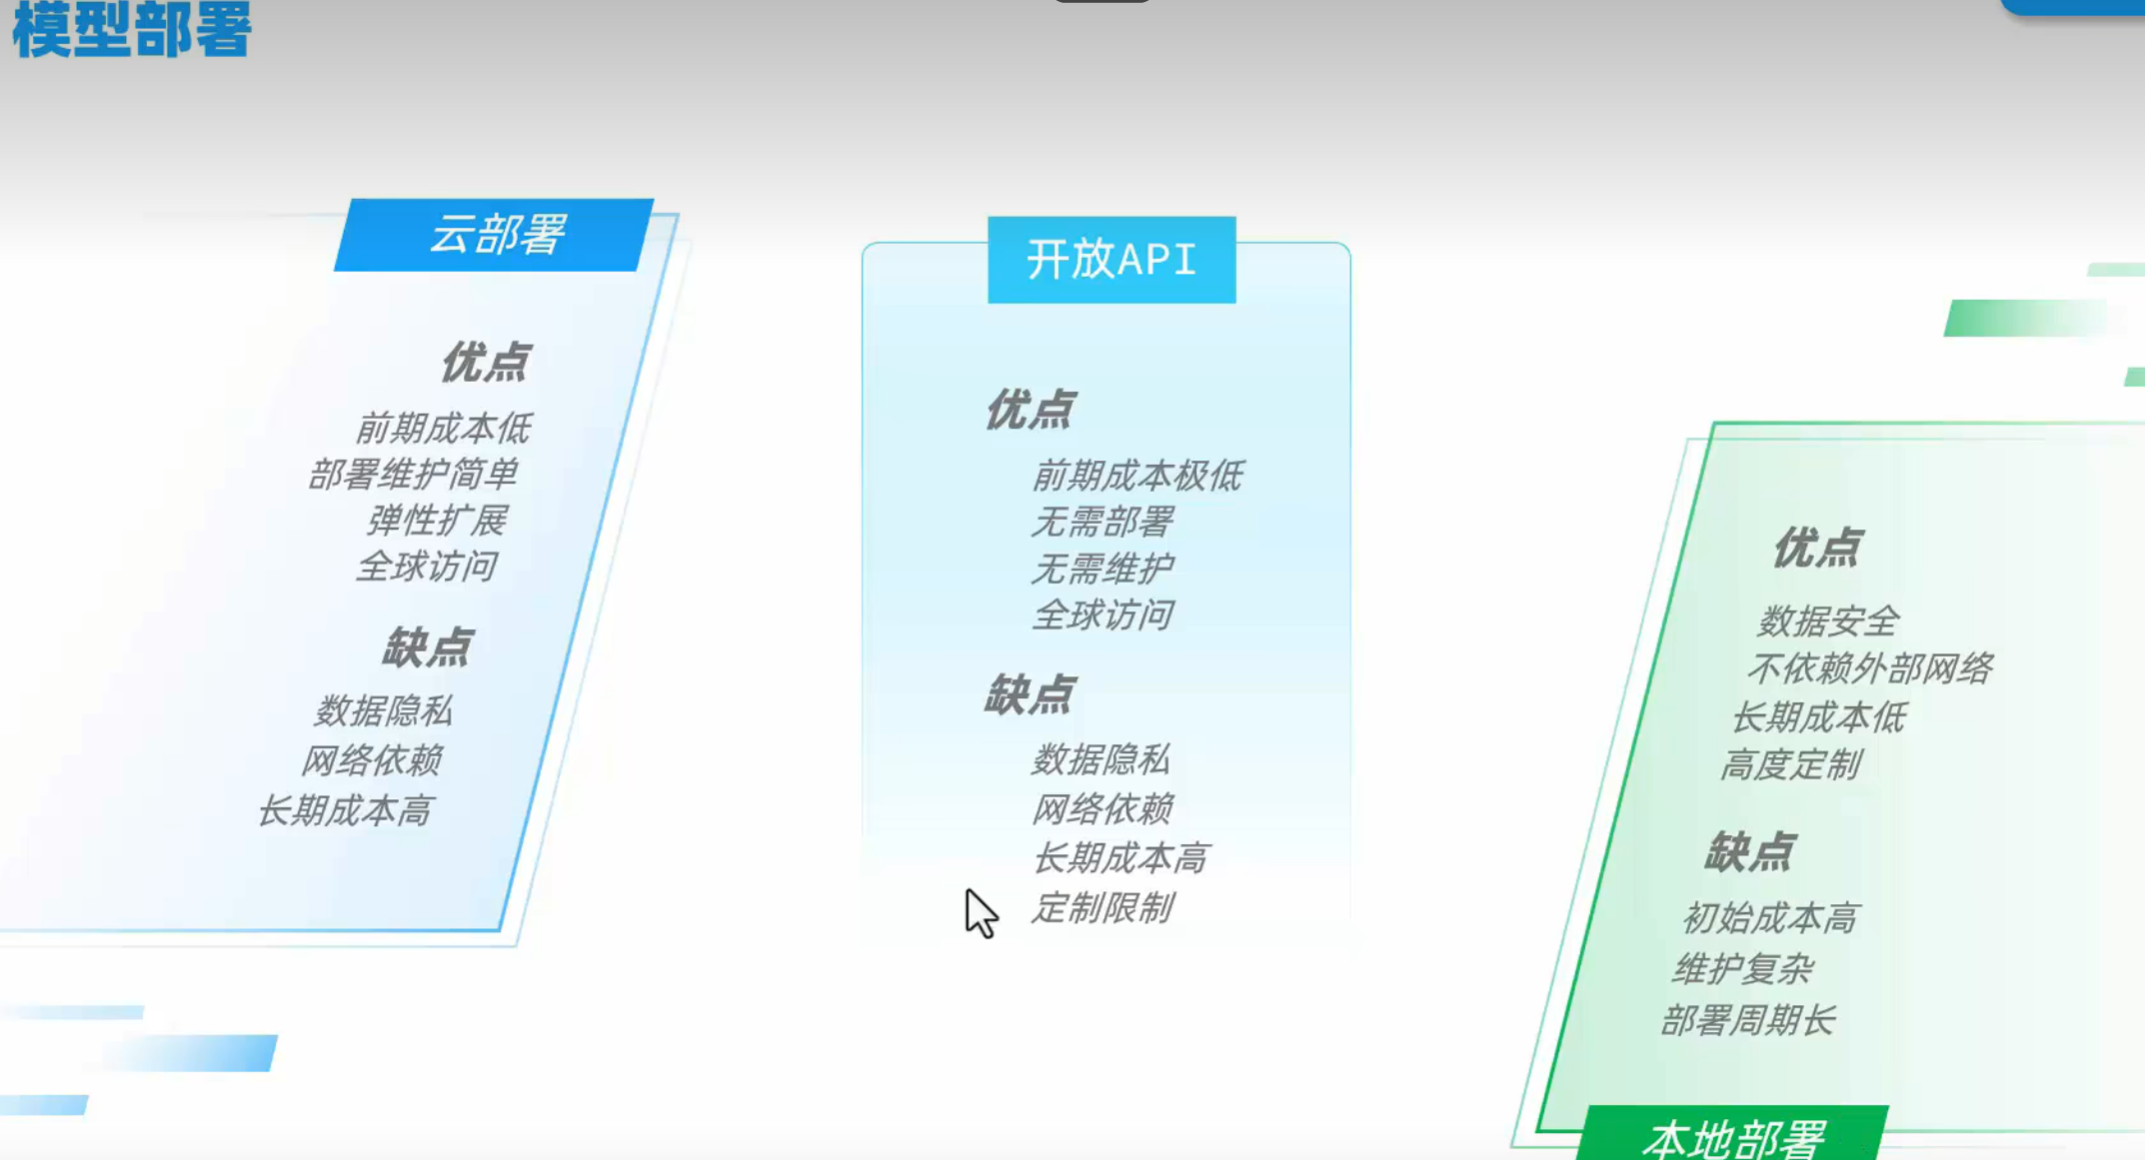 模型部署
云部署
优点
前期成本低
部署维护简单
弹性扩展
全球访问
缺点
数据隐私
网络依赖
长期成本高
开放API
优点
前期成本极低
无需部署
无需维护
全球访问
缺点
数据隐私
网络依赖
长期成本高
定制限制
优点
数据安全
不依赖外部网络
长期成本低
高度定制
缺点
初始成本高
维护复杂
部署周期长
本地部署